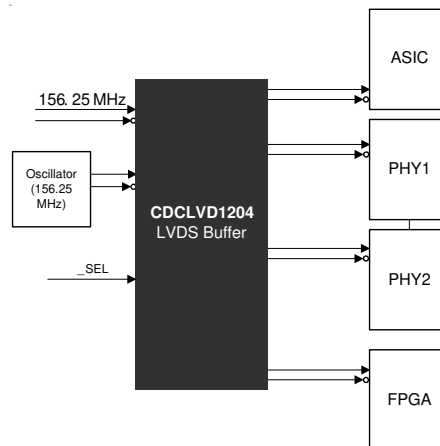 156. 25 MHz
Oscillator
(156.25
MHz)
_SEL
CDCLVD1204
LVDS Buffer
ASIC
PHY1
PHY2
FPGA